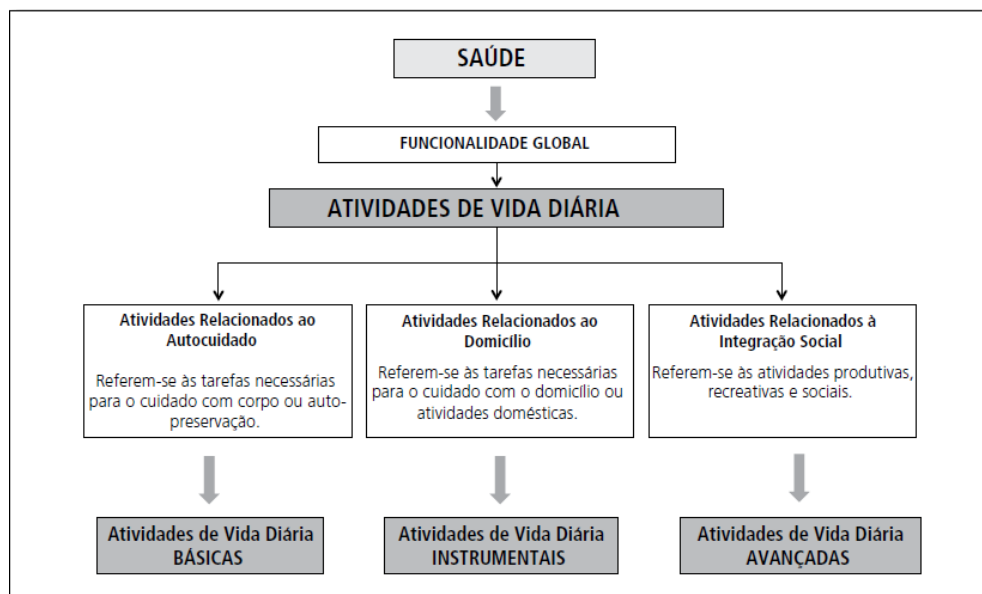 SAÚDE
FUNCIONALIDADE GLOBAL
ATIVIDADES DE VIDA DIÁRIA
Atividades Relacionados ao
Autocuidado
Referem-se às tarefas necessárias
para o cuidado com corpo ou auto-
preservação.
Atividades Relacionados ao
Domicílio
Referem-se às tarefas necessárias
para o cuidado com o domicílio ou
atividades domésticas.
Atividades Relacionados à
Integração Social
Referem-se às atividades produtivas,
recreativas e sociais.
Atividades de Vida Diária
BÁSICAS
Atividades de Vida Diária
INSTRUMENTAIS
Atividades de Vida Diária
AVANÇADAS